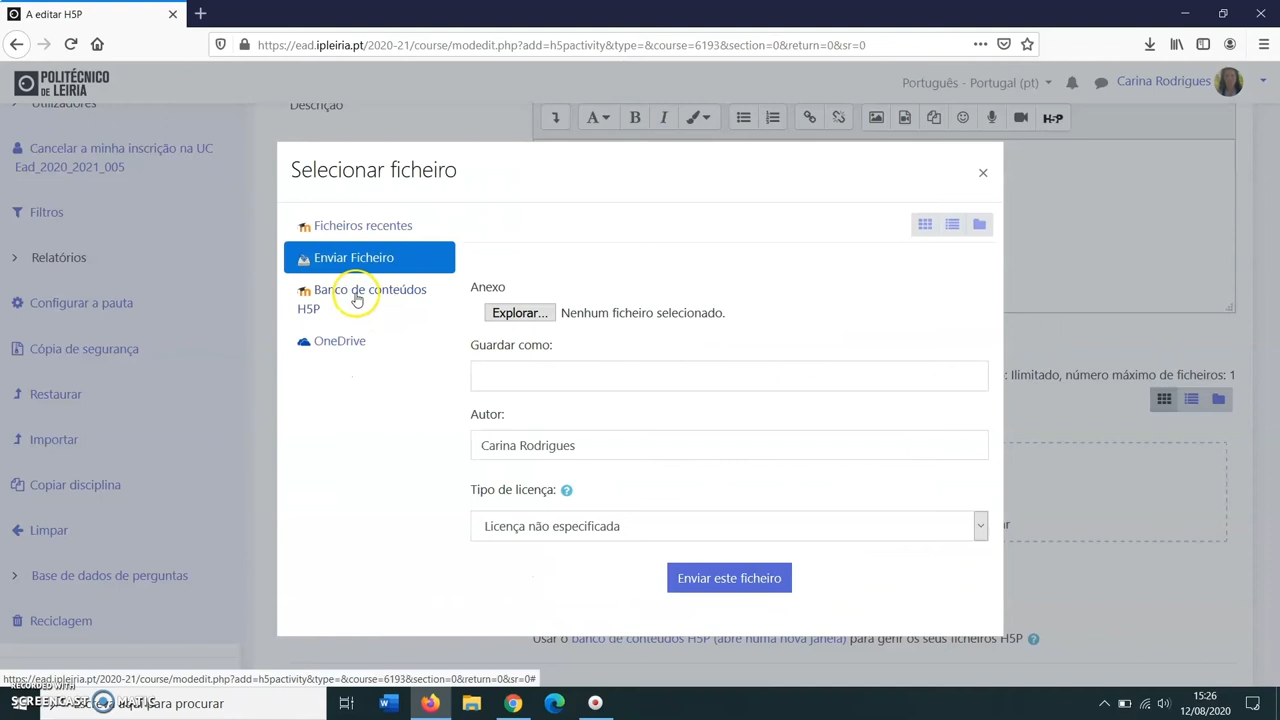 A editar H5P
https://ead.ipleiria.pt/2020-21/course/modedit.php?add=h5pactivity&type=&course=6193&section=0&return=0&sr=0
POLITÉCNICO
DE LEIRIA
Português - Portugal (pt)
Carina Rodrigues
Utilizadores
Cancelar a minha inscrição na UC
Ead_2020_2021_005
Filtros
Relatórios
Configurar a pauta
Cópia de segurança
Restaurar
Importar
Copiar disciplina
Limpar
Base de dados de perguntas
Reciclagem
Descrição
A
B
I
H5P
Selecionar ficheiro
×
Ficheiros recentes
Enviar Ficheiro
Banco de conteúdos
H5P
OneDrive
Anexo
Explorar... Nenhum ficheiro selecionado.
Guardar como:
Autor:
Carina Rodrigues
Tipo de licença:
Licença não especificada
Enviar este ficheiro
: Ilimitado, número máximo de ficheiros: 1
Usar o banco de conteúdos H5P (abre numa nova janela) para gerir os seus ficheiros H5P
https://ead.ipleiria.pt/2020-21/course/modedit.php?add=h5pactivity&type=&course=6193&section=0&return=0&sr=0#
RECORDED WITH
SCREENCAST MATIC
aqui para procurar
15:26
12/08/2020